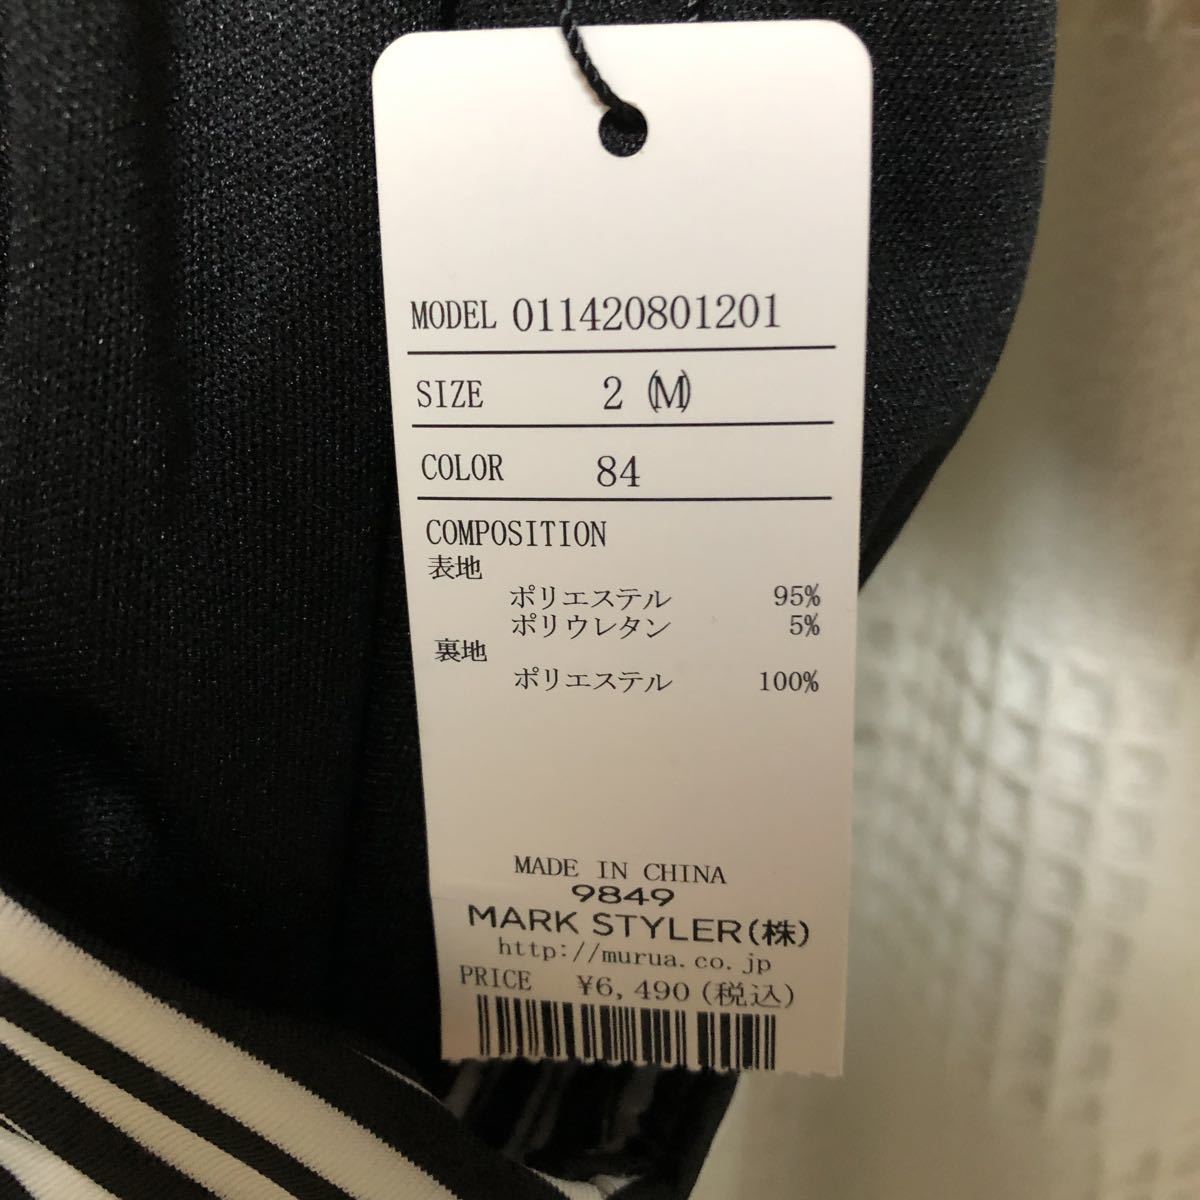 MODEL 011420801201
SIZE 2 (M)
COLOR 84
COMPOSITION
表地
ポリエステル 95%
ポリウレタン 5%
裏地
ポリエステル 100%
MADE IN CHINA
9849
MARK STYLER(株)
http://murua.co.jp
PRICE ¥6,490(税込)